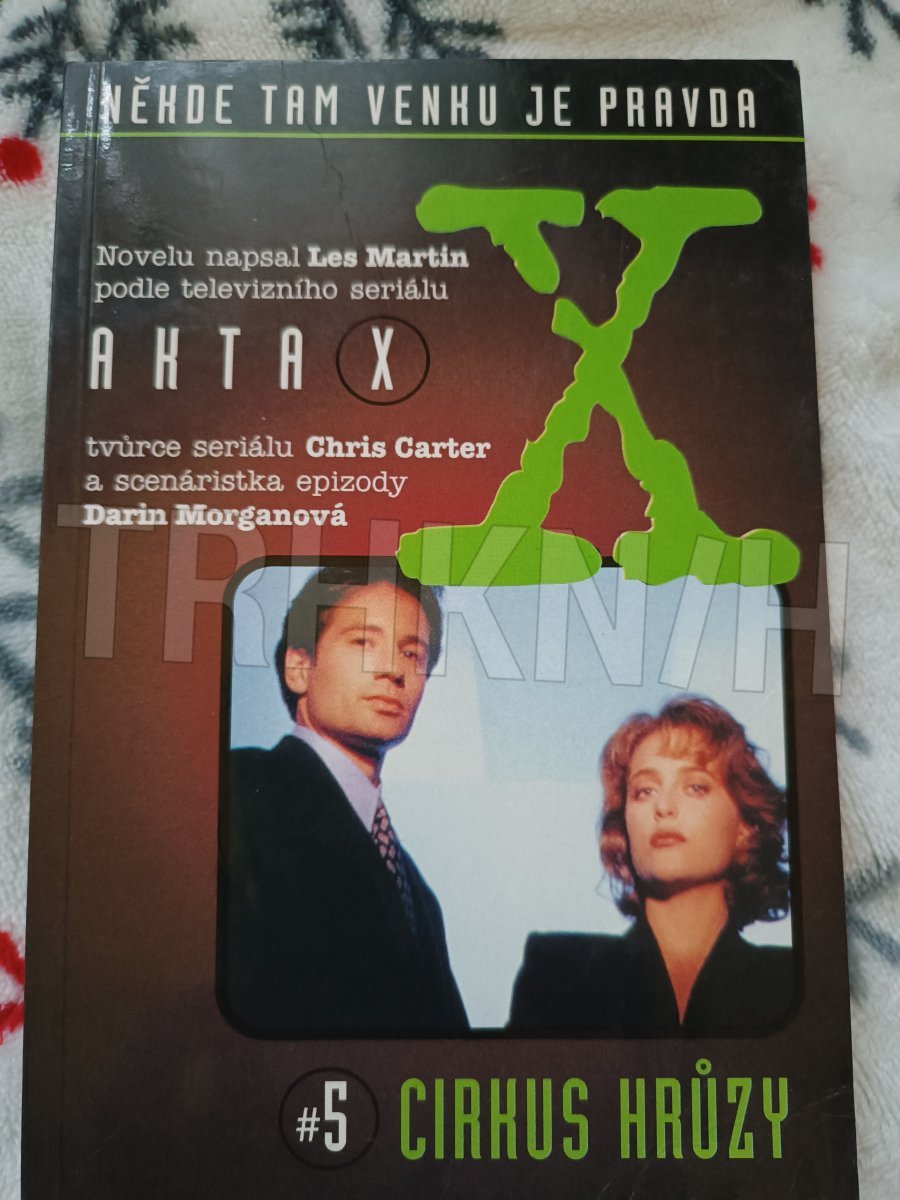 NĚKDE TAM VENKU JE PRAVDA
X
Novelu napsal Les Martin
podle televizního seriálu
AKTA X
tvůrce seriálu Chris Carter
a scenáristka epizody
Darin Morganová
TRHKN/H
#5 CIRKUS HRŮZY